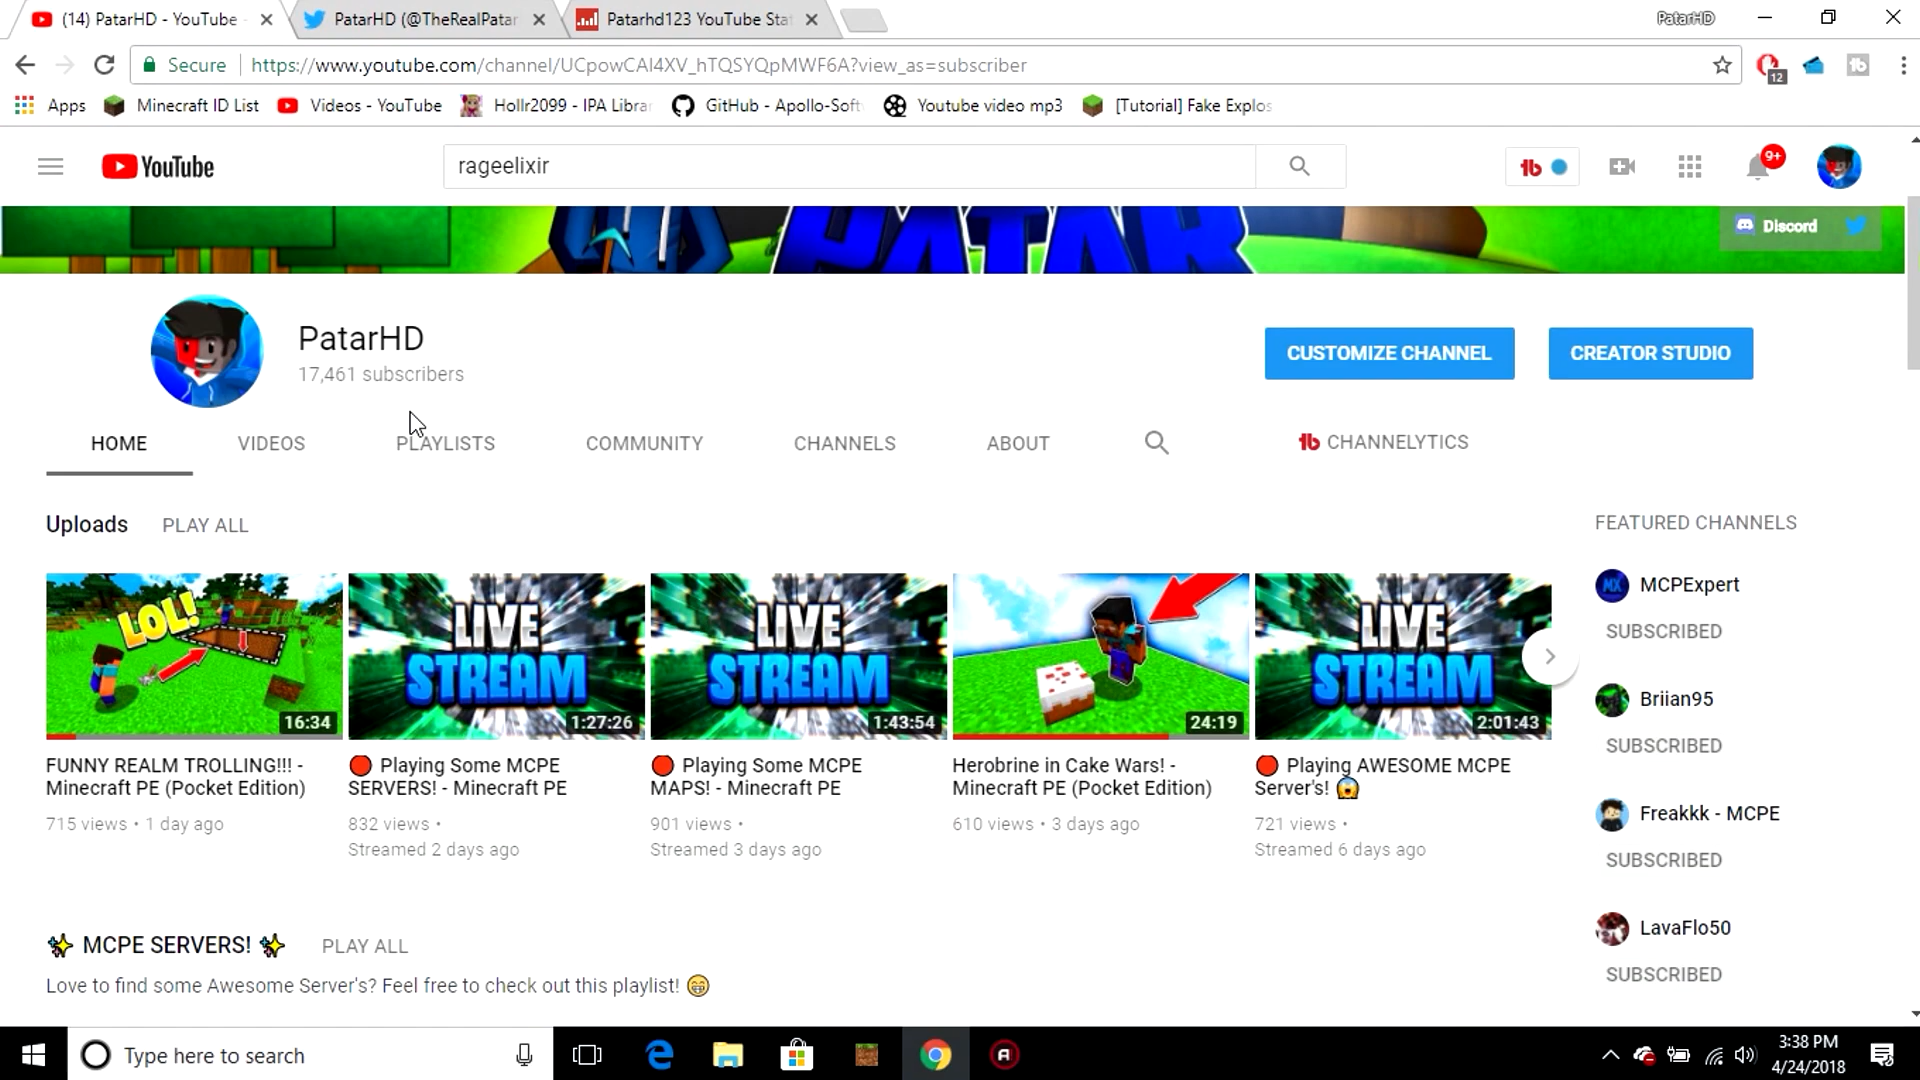 (14) PatarHD - YouTube
PatarHD (@TheRealPatar
Patarhd123 YouTube Stat
PatarHD
Secure
https://www.youtube.com/channel/UCpowCAI4XV_hTQSYQpMWF6A?view_as=subscriber
12
Apps
Minecraft ID List
Videos - YouTube
Hollr2099 - IPA Librar
GitHub - Apollo-Soft
Youtube video mp3
[Tutorial] Fake Explos
YouTube
rageelixir
tb
9+
PATAR
Discord
PatarHD
17,461 subscribers
CUSTOMIZE CHANNEL
CREATOR STUDIO
HOME
VIDEOS
PLAYLISTS
COMMUNITY
CHANNELS
ABOUT
tb CHANNELYTICS
Uploads
PLAY ALL
FEATURED CHANNELS
LOL!
16:34
FUNNY REALM TROLLING!!! -
Minecraft PE (Pocket Edition)
715 views • 1 day ago
LIVE
STREAM
1:27:26
🔴 Playing Some MCPE
SERVERS! - Minecraft PE
832 views •
Streamed 2 days ago
LIVE
STREAM
1:43:54
🔴 Playing Some MCPE
MAPS! - Minecraft PE
901 views •
Streamed 3 days ago
24:19
Herobrine in Cake Wars! -
Minecraft PE (Pocket Edition)
610 views • 3 days ago
LIVE
STREAM
2:01:43
🔴 Playing AWESOME MCPE
Server's! 😱
721 views •
Streamed 6 days ago
MX
MCPExpert
SUBSCRIBED
Briian95
SUBSCRIBED
Freakkk - MCPE
SUBSCRIBED
LavaFlo50
SUBSCRIBED
✨ MCPE SERVERS! ✨
PLAY ALL
Love to find some Awesome Server's? Feel free to check out this playlist! 😁
Type here to search
3:38 PM
4/24/2018